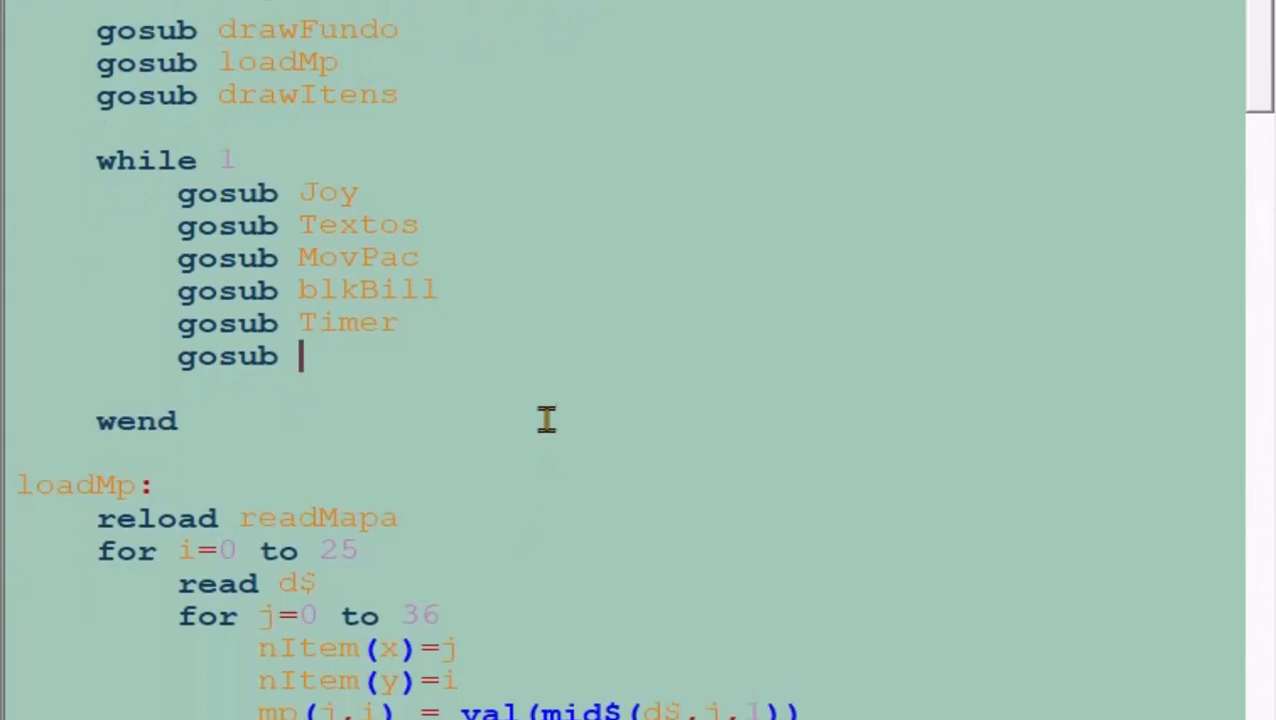 gosub drawFundo
gosub loadMp
gosub drawItens
while 1
gosub Joy
gosub Textos
gosub MovPac
gosub blkBill
gosub Timer
gosub
wend
loadMp:
reload readMapa
for i=0 to 25
read d$
for j=0 to 36
nItem(x)=j
nItem(y)=i
mp(j,i) = val(mid$(d$,j,1))